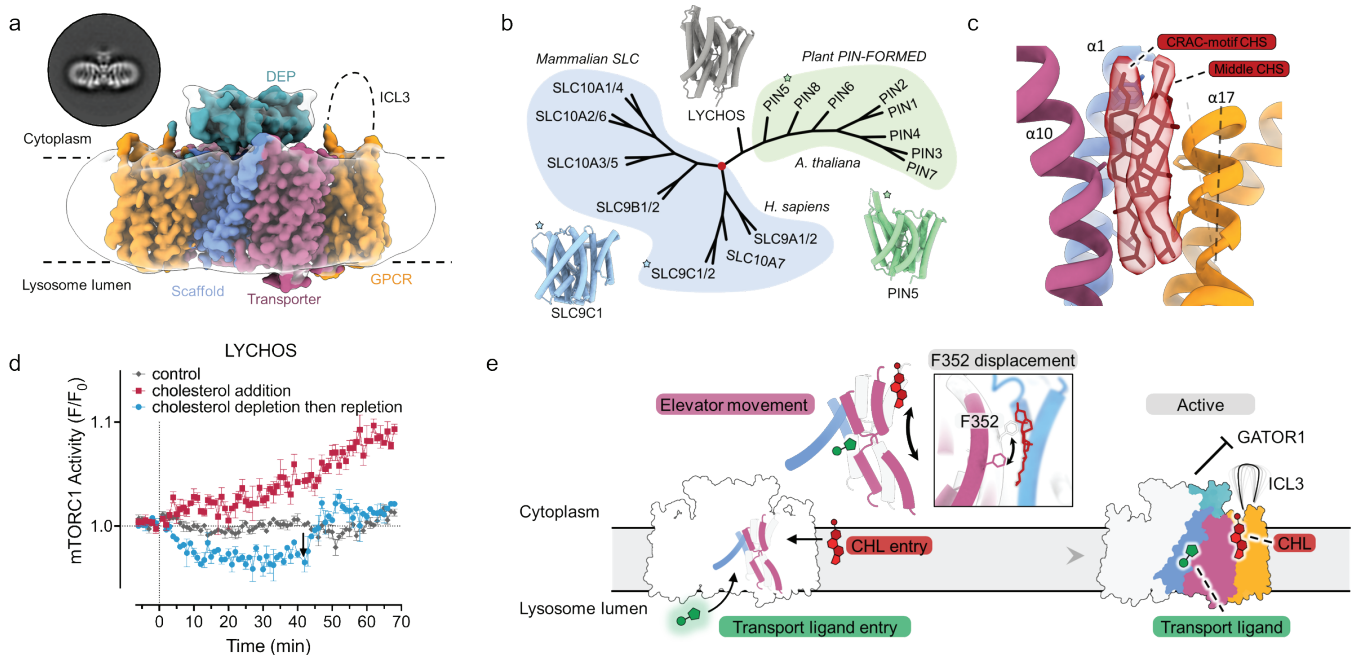 a
DEP
ICL3
Cytoplasm
Lysosome lumen
Scaffold
Transporter
GPCR
b
Mammalian SLC
Plant PIN-FORMED
SLC10A1/4
SLC10A2/6
SLC10A3/5
SLC9B1/2
LYCHOS
PIN5
PIN8
PIN6
PIN2
PIN1
PIN4
PIN3
PIN7
A. thaliana
H. sapiens
SLC9A1/2
SLC10A7
SLC9C1/2
SLC9C1
PIN5
c
α1
CRAC-motif CHS
Middle CHS
α17
α10
d
LYCHOS
control
cholesterol addition
cholesterol depletion then repletion
mTORC1 Activity (F/F0)
1.1
1.0
0 10 20 30 40 50 60 70
Time (min)
e
Elevator movement
F352 displacement
F352
Active
GATOR1
ICL3
Cytoplasm
CHL entry
CHL
Lysosome lumen
Transport ligand entry
Transport ligand